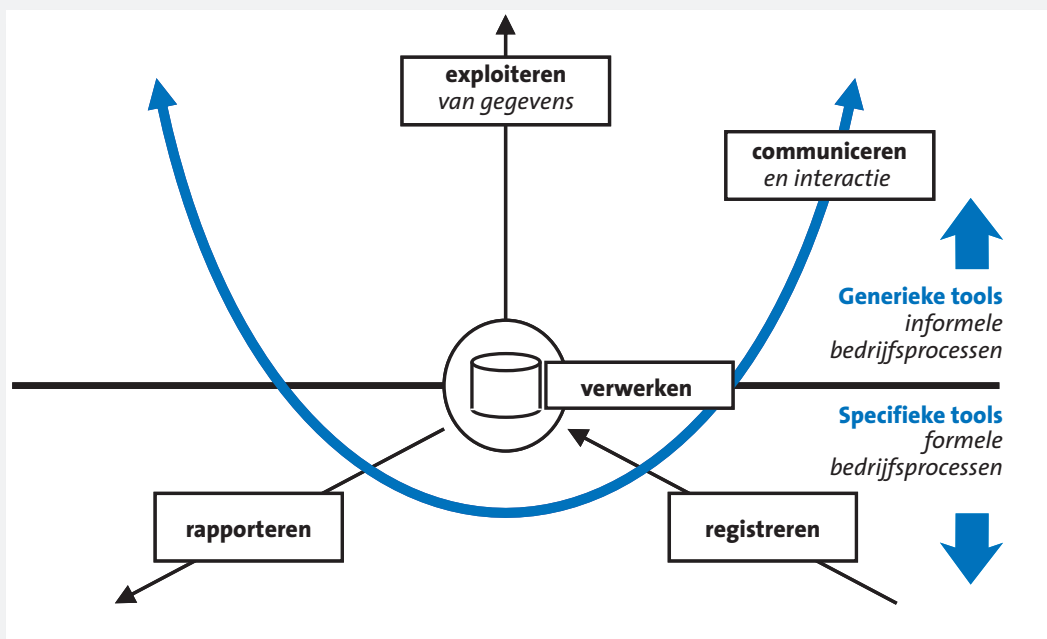 exploiteren
van gegevens
communiceren
en interactie
Generieke tools
informele
bedrijfsprocessen
verwerken
Specifieke tools
formele
bedrijfsprocessen
rapporteren
registreren